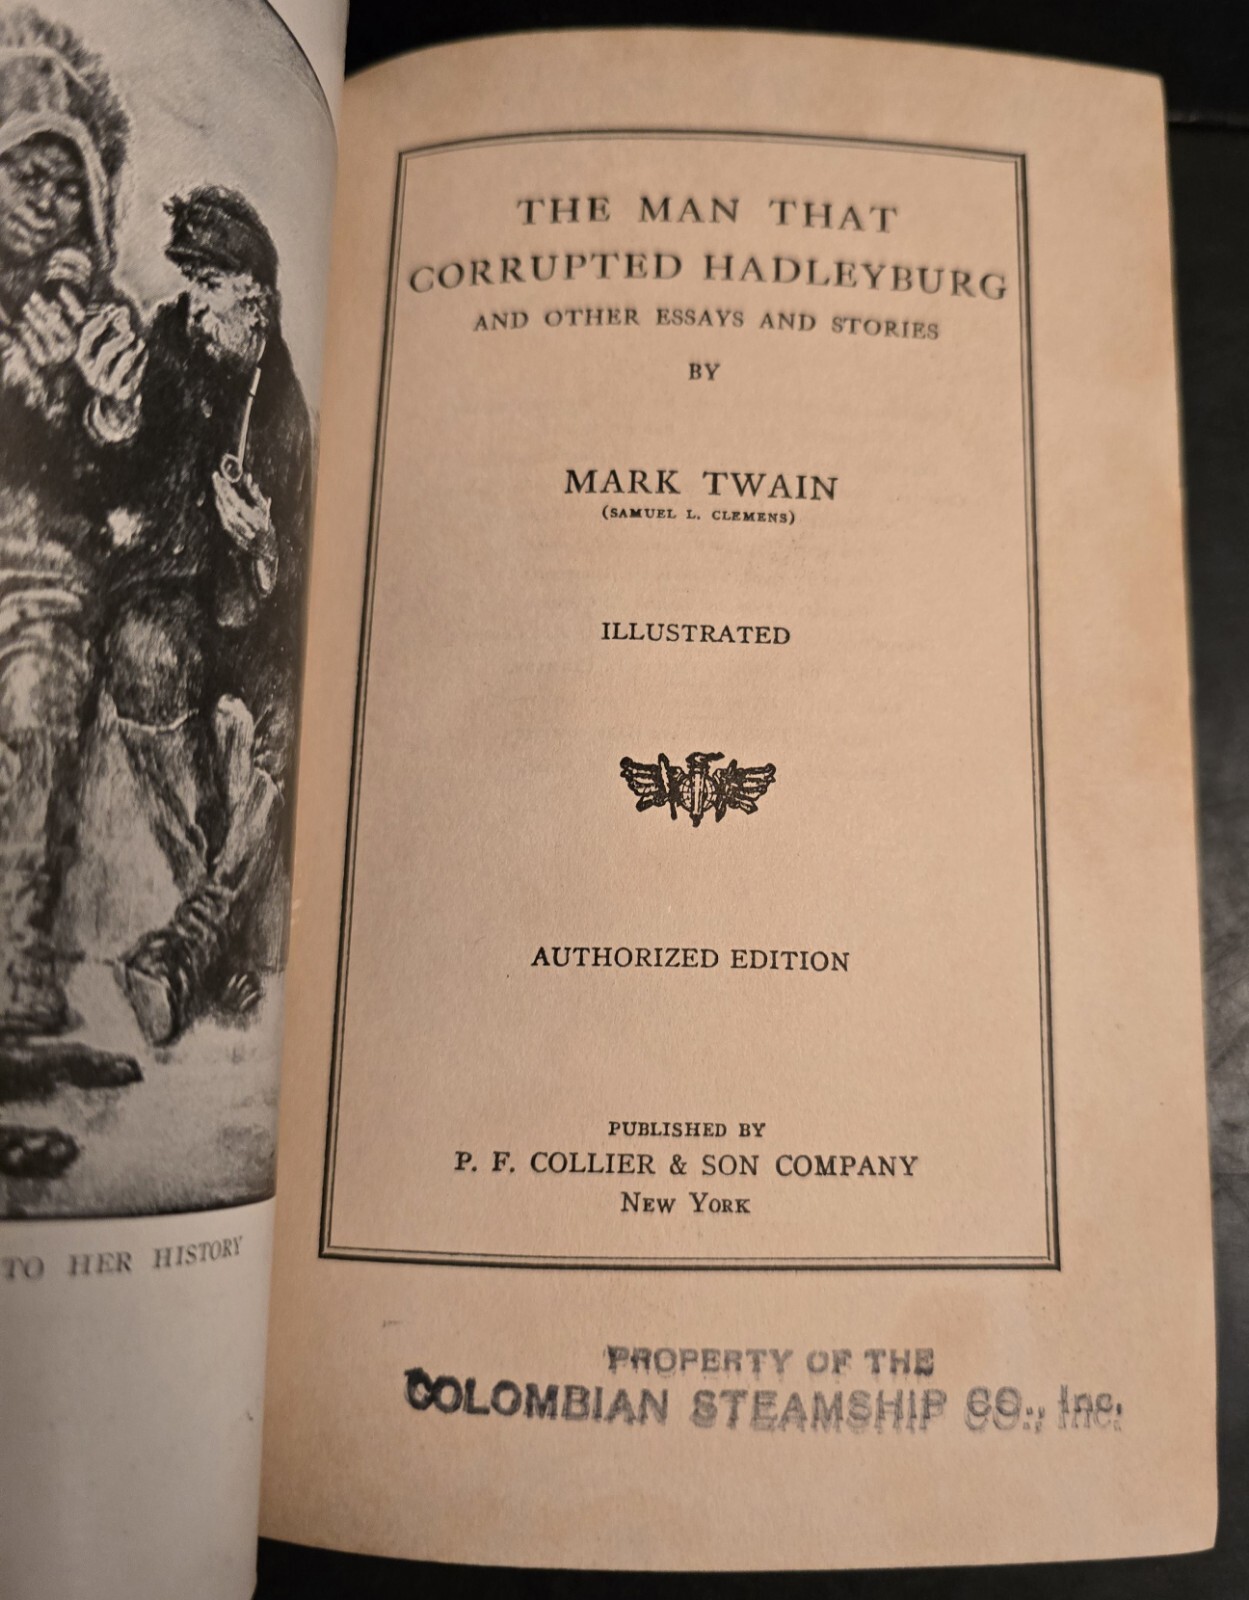 TO HER HISTORY
THE MAN THAT
CORRUPTED HADLEYBURG
AND OTHER ESSAYS AND STORIES
BY
MARK TWAIN
(SAMUEL L. CLEMENS)
ILLUSTRATED
AUTHORIZED EDITION
PUBLISHED BY
P. F. COLLIER & SON COMPANY
NEW YORK
PROPERTY OF THE
COLOMBIAN STEAMSHIP CO., Inc.